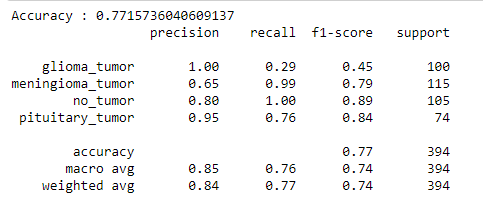 Accuracy : 0.7715736040609137
precision recall f1-score support
glioma_tumor 1.00 0.29 0.45 100
meningioma_tumor 0.65 0.99 0.79 115
no_tumor 0.80 1.00 0.89 105
pituitary_tumor 0.95 0.76 0.84 74
accuracy 0.77 394
macro avg 0.85 0.76 0.74 394
weighted avg 0.84 0.77 0.74 394